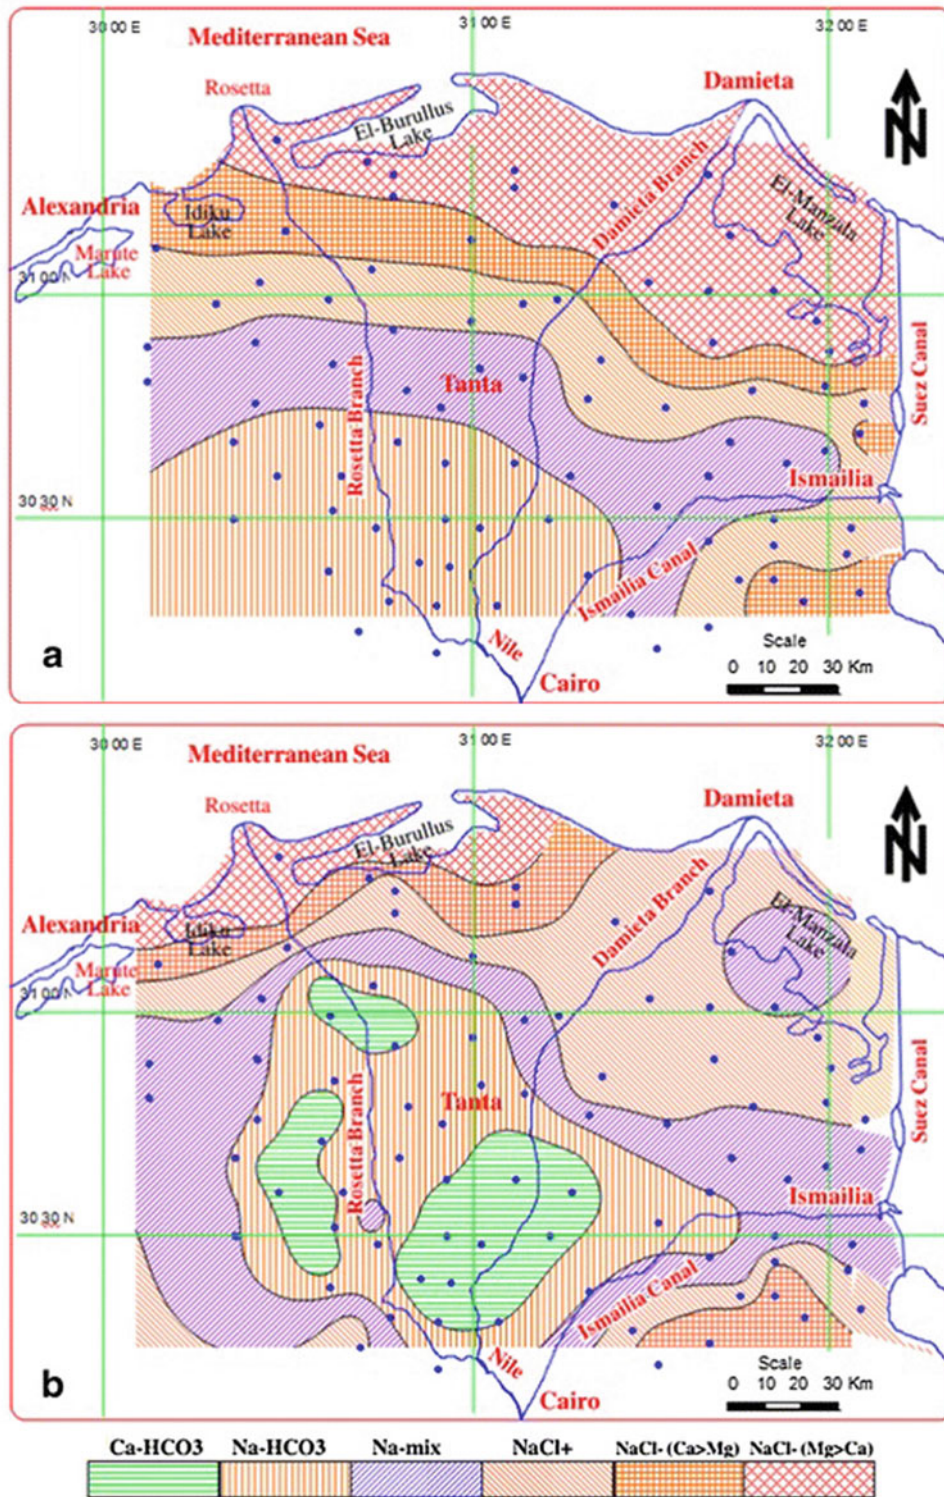 30 00 E
31 00 E
32 00 E
Mediterranean Sea
Rosetta
Damieta
N
El-Burullus
Lake
Damieta Branch
El-Manzala
Lake
Alexandria
Idiku
Lake
Marute
Lake
31 00 N
Suez Canal
Tanta
Rosetta Branch
Ismailia
30 30 N
Ismailia Canal
a
Nile
Scale
0 10 20 30 Km
Cairo
30 00 E
31 00 E
32 00 E
Mediterranean Sea
Rosetta
Damieta
N
El-Burullus
Lake
Damieta Branch
El-Manzala
Lake
Alexandria
Idiku
Lake
Marute
Lake
31 00 N
Suez Canal
Tanta
Rosetta Branch
Ismailia
30 30 N
Ismailia Canal
b
Nile
Scale
0 10 20 30 Km
Cairo
Ca-HCO3 Na-HCO3 Na-mix NaCl+ NaCl- (Ca>Mg) NaCl- (Mg>Ca)